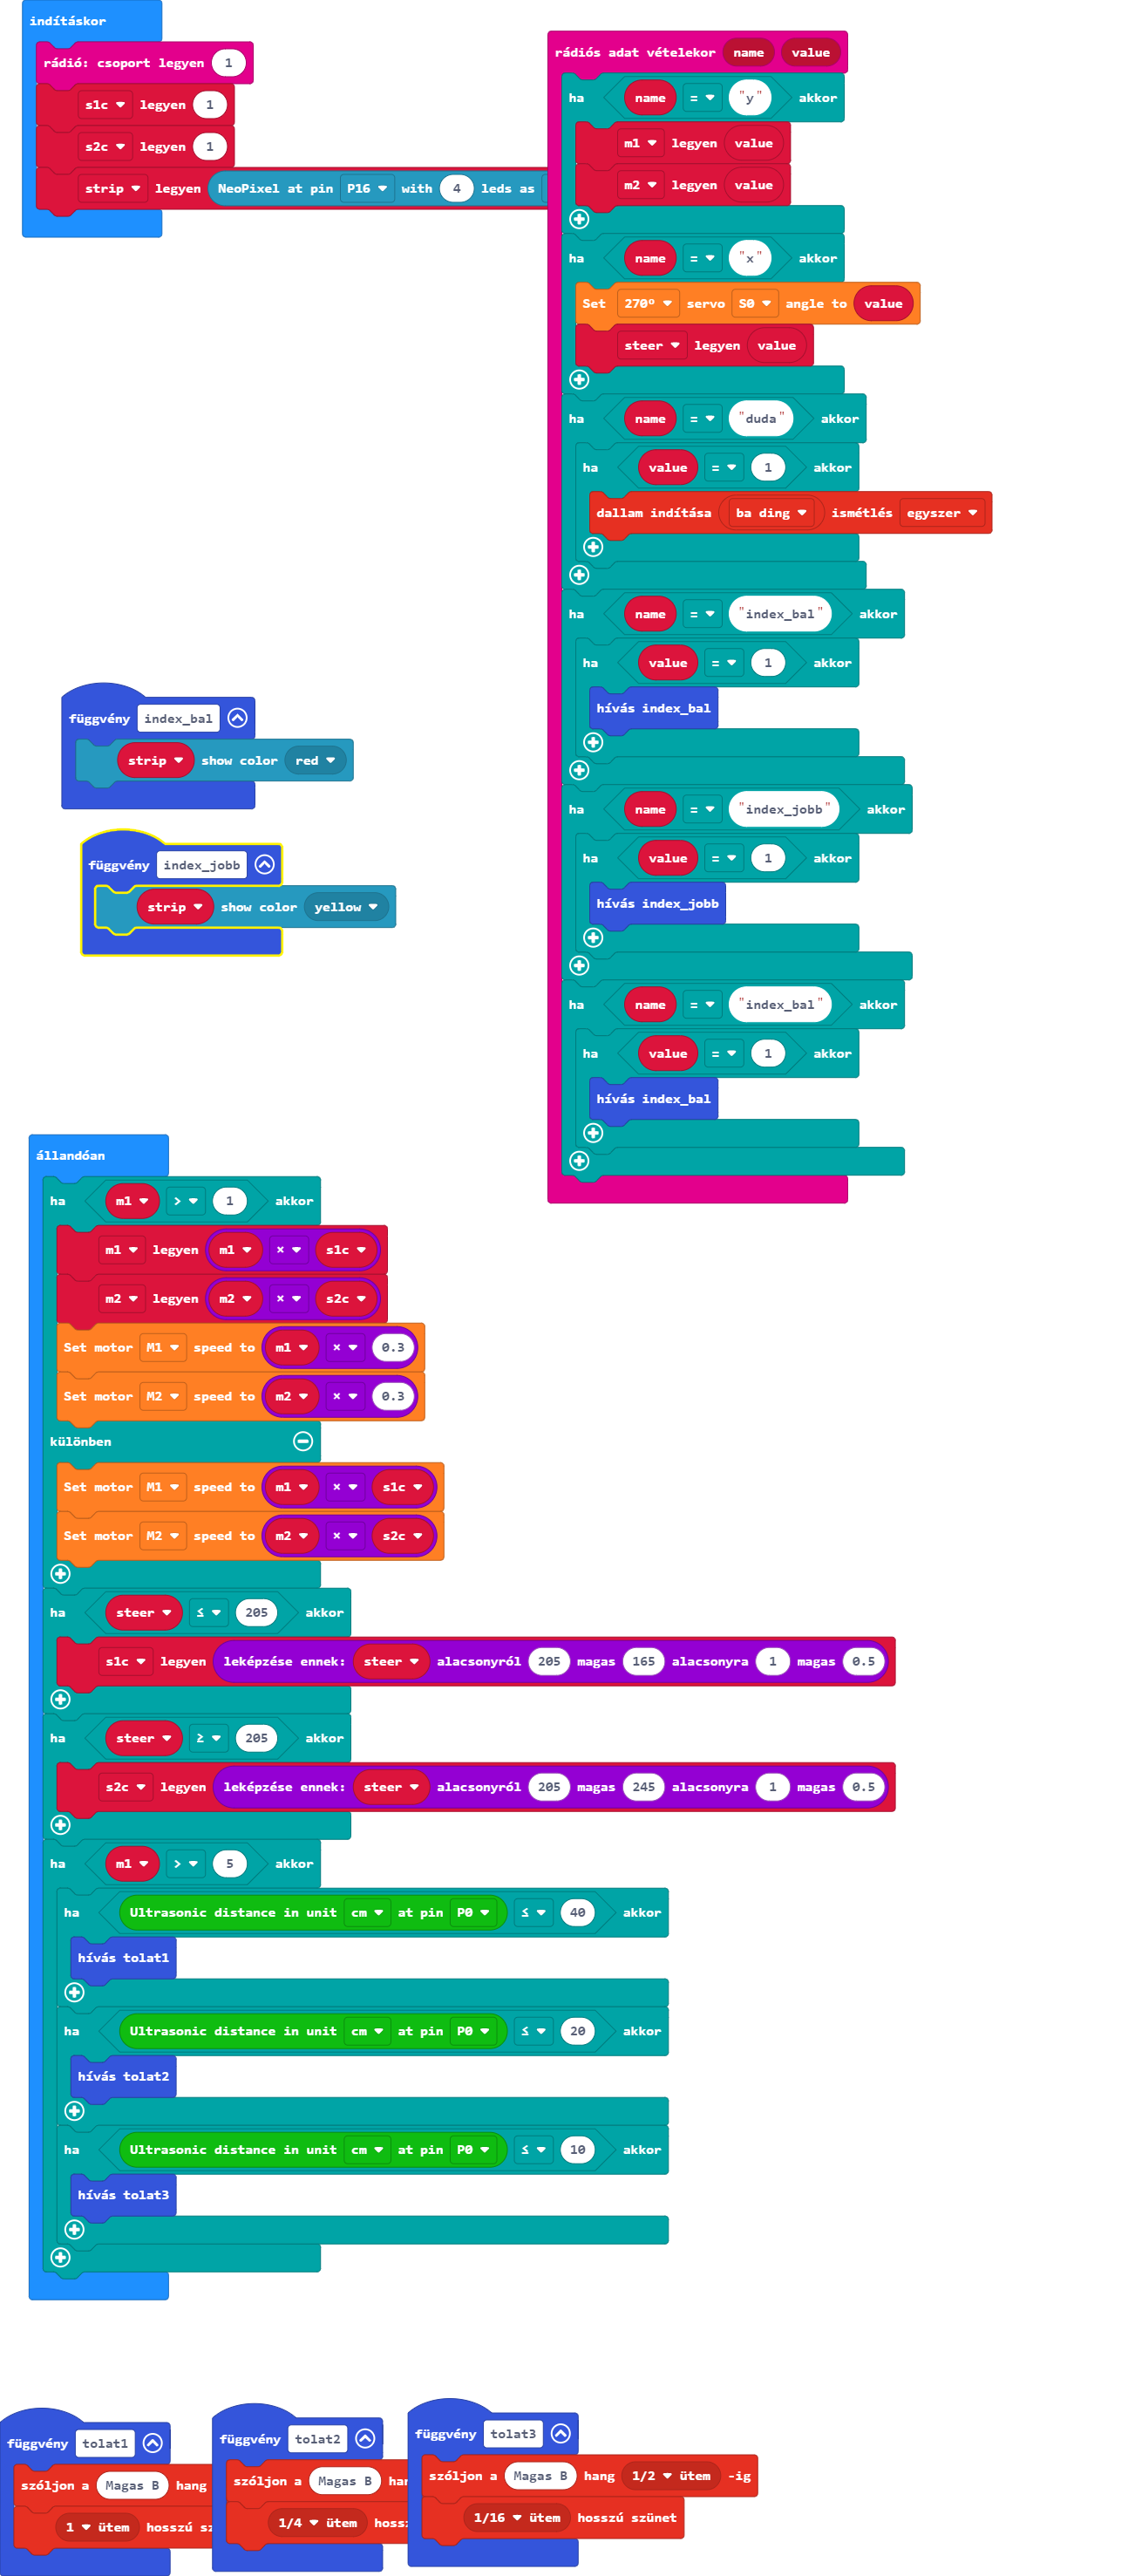 indításkor
rádió: csoport legyen 1
s1c legyen 1
s2c legyen 1
strip legyen NeoPixel at pin P16 with 4 leds as
rádiós adat vételekor name value
ha name = "y" akkor
m1 legyen value
m2 legyen value
ha name = "x" akkor
Set 270° servo S0 angle to value
steer legyen value
ha name = "duda" akkor
ha value = 1 akkor
dallam indítása ba ding ismétlés egyszer
ha name = "index_bal" akkor
ha value = 1 akkor
hívás index_bal
ha name = "index_jobb" akkor
ha value = 1 akkor
hívás index_jobb
ha name = "index_bal" akkor
ha value = 1 akkor
hívás index_bal
függvény index_bal
strip show color red
függvény index_jobb
strip show color yellow
állandóan
ha m1 > 1 akkor
m1 legyen m1 × s1c
m2 legyen m2 × s2c
Set motor M1 speed to m1 × 0.3
Set motor M2 speed to m2 × 0.3
különben
Set motor M1 speed to m1 × s1c
Set motor M2 speed to m2 × s2c
ha steer ≤ 205 akkor
s1c legyen leképzése ennek: steer alacsonyról 205 magas 165 alacsonyra 1 magas 0.5
ha steer ≥ 205 akkor
s2c legyen leképzése ennek: steer alacsonyról 205 magas 245 alacsonyra 1 magas 0.5
ha m1 > 5 akkor
ha Ultrasonic distance in unit cm at pin P0 ≤ 40 akkor
hívás tolat1
ha Ultrasonic distance in unit cm at pin P0 ≤ 20 akkor
hívás tolat2
ha Ultrasonic distance in unit cm at pin P0 ≤ 10 akkor
hívás tolat3
függvény tolat1
szóljon a Magas B hang
1 ütem hosszú
függvény tolat2
szóljon a Magas B
1/4 ütem
függvény tolat3
szóljon a Magas B hang 1/2 ütem -ig
1/16 ütem hosszú szünet